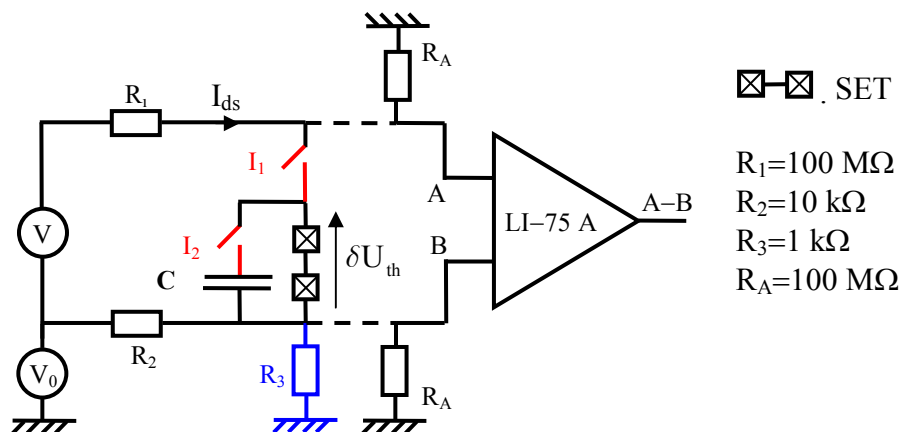 R_A
R_1
I_ds
I_1
A
A−B
LI−75 A
V
I_2
C
δU_th
B
R_2
V_0
R_3
R_A
. SET
R_1=100 MΩ
R_2=10 kΩ
R_3=1 kΩ
R_A=100 MΩ